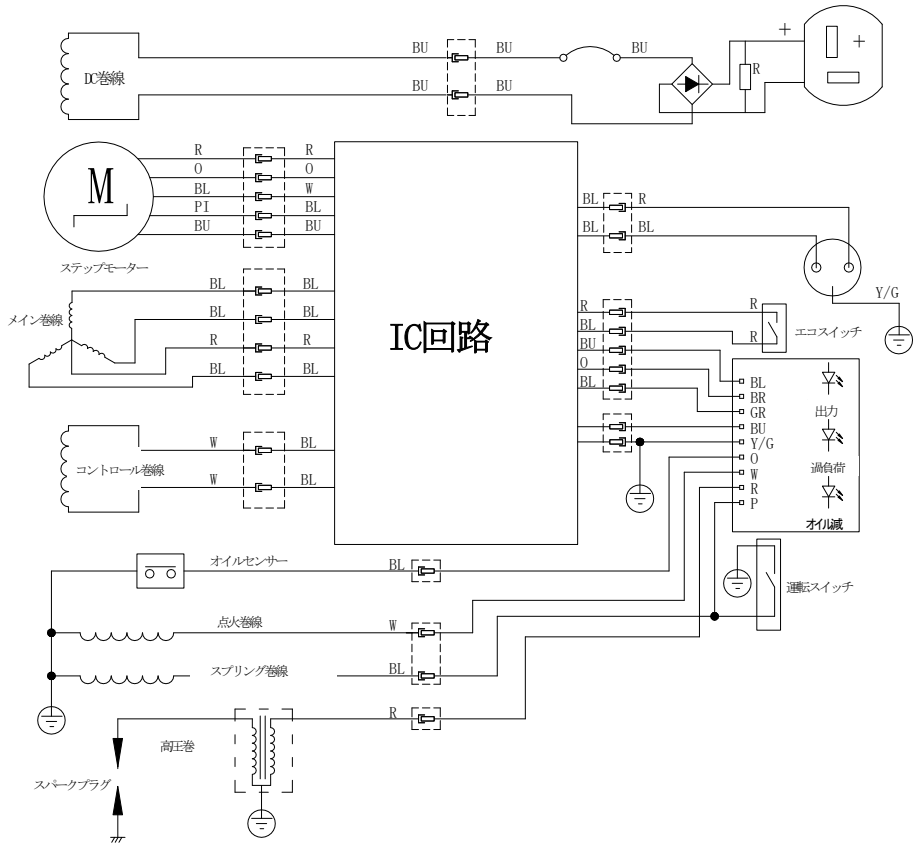 BU BU BU + +
DC巻線 R
BU BU
R R
O O
M BL W
PI BL
BU BU
ステップモーター
BL R
BL BL
Y/G
BL BL
メイン巻線 BL BL
R R
BL BL
IC回路
R R
BL R エコスイッチ
BU
O
BL
BL
BR
GR 出力
BU
Y/G
O 過負荷
W
R
P オイル減
W BL
コントロール巻線
W BL
オイルセンサー BL
運転スイッチ
点火巻線 W
スプリング巻線 BL
R
高圧巻
スパークプラグ